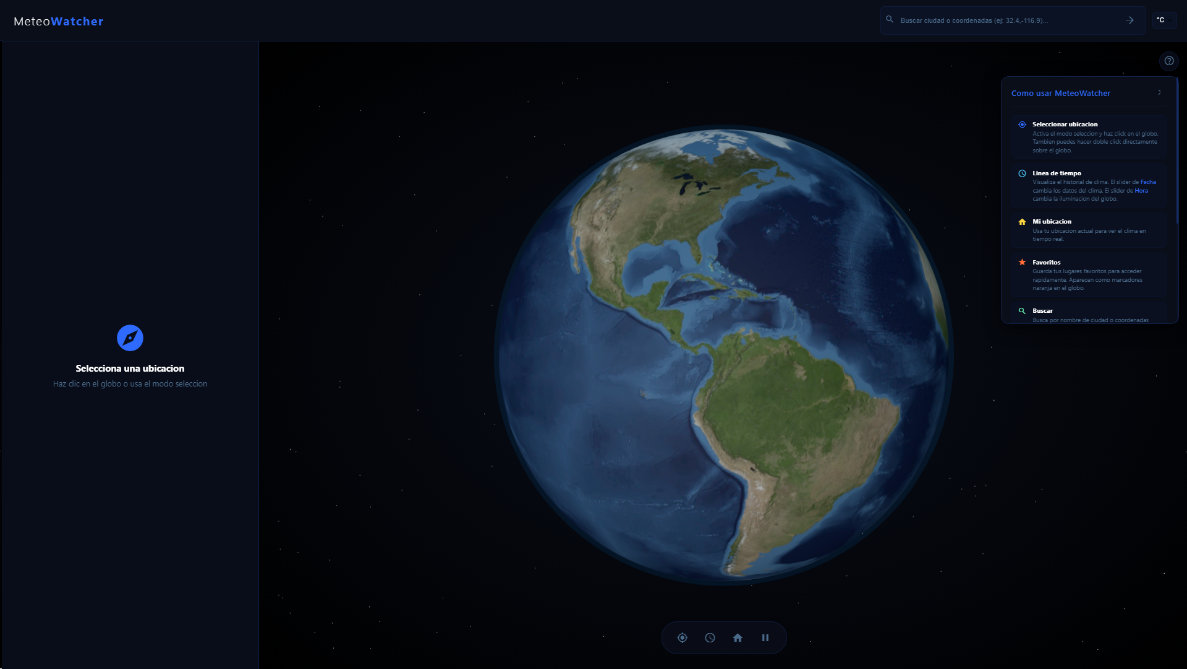 MeteoWatcher
Buscar ciudad o coordenadas (ej: 32.4,-116.9)...
°C
Como usar MeteoWatcher
Seleccionar ubicacion
Activa el modo seleccion y haz click en el globo.
Tambien puedes hacer doble click directamente
sobre el globo.
Linea de tiempo
Visualiza el historial de clima. El slider de Fecha
cambia los datos del clima. El slider de Hora
cambia la iluminacion del globo.
Mi ubicacion
Usa tu ubicacion actual para ver el clima en
tiempo real.
Favoritos
Guarda tus lugares favoritos para acceder
rapidamente. Aparecen como marcadores
naranja en el globo.
Buscar
Busca por nombre de ciudad o coordenadas
Selecciona una ubicacion
Haz clic en el globo o usa el modo seleccion